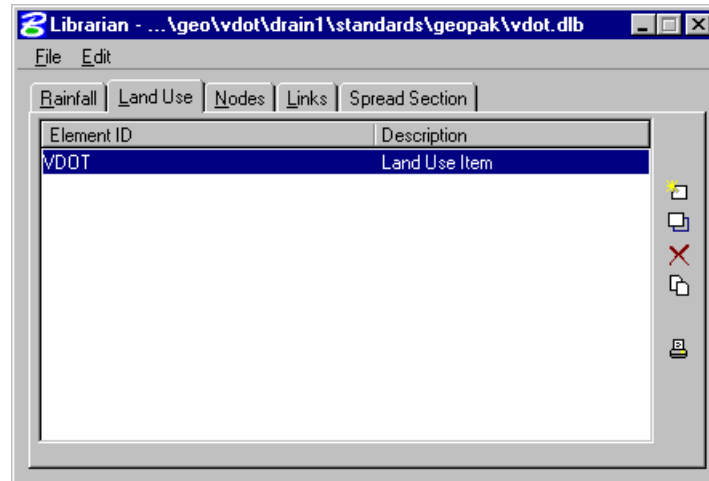 Librarian - ...\geo\vdot\drain1\standards\geopak\vdot.dlb
File Edit
Rainfall Land Use Nodes Links Spread Section
Element ID Description
VDOT Land Use Item